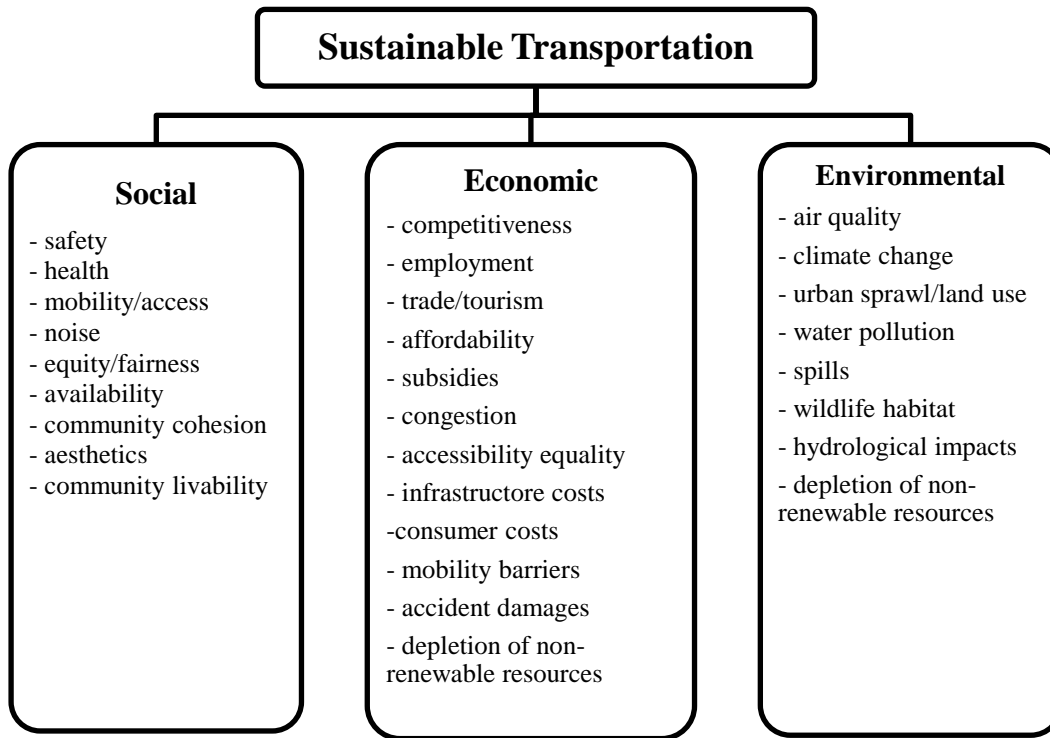 Sustainable Transportation
Social
- safety
- health
- mobility/access
- noise
- equity/fairness
- availability
- community cohesion
- aesthetics
- community livability
Economic
- competitiveness
- employment
- trade/tourism
- affordability
- subsidies
- congestion
- accessibility equality
- infrastructore costs
-consumer costs
- mobility barriers
- accident damages
- depletion of non-
renewable resources
Environmental
- air quality
- climate change
- urban sprawl/land use
- water pollution
- spills
- wildlife habitat
- hydrological impacts
- depletion of non-
renewable resources